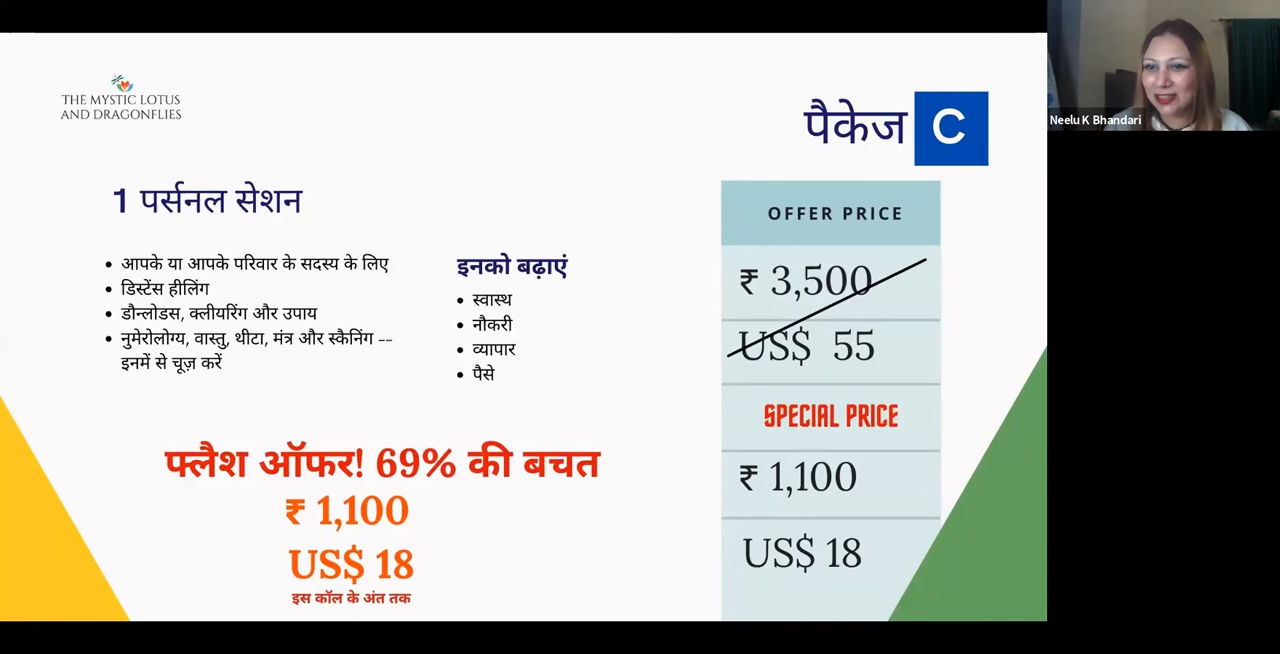 THE MYSTIC LOTUS
AND DRAGONFLIES
पैकेज C
1 पर्सनल सेशन
आपके या आपके परिवार के सदस्य के लिए
डिस्टेंस हीलिंग
डौन्लोडस, क्लीयरिंग और उपाय
नुमेरोलोग्य, वास्तु, थीटा, मंत्र और स्कैनिंग --
इनमें से चूज़ करें
इनको बढ़ाएं
स्वास्थ
नौकरी
व्यापार
पैसे
फ्लैश ऑफर! 69% की बचत
₹ 1,100
US$ 18
इस कॉल के अंत तक
OFFER PRICE
₹ 3,500
US$ 55
SPECIAL PRICE
₹ 1,100
US$ 18
Neelu K Bhandari